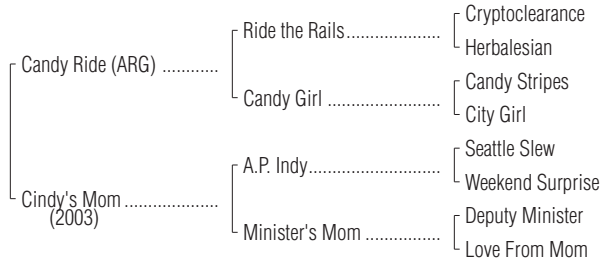 Cryptoclearance
Ride the Rails....................
Herbalesian
Candy Ride (ARG) ............
Candy Stripes
Candy Girl ........................
City Girl
Seattle Slew
A.P. Indy............................
Weekend Surprise
Cindy's Mom ....................
(2003)
Deputy Minister
Minister's Mom ................
Love From Mom